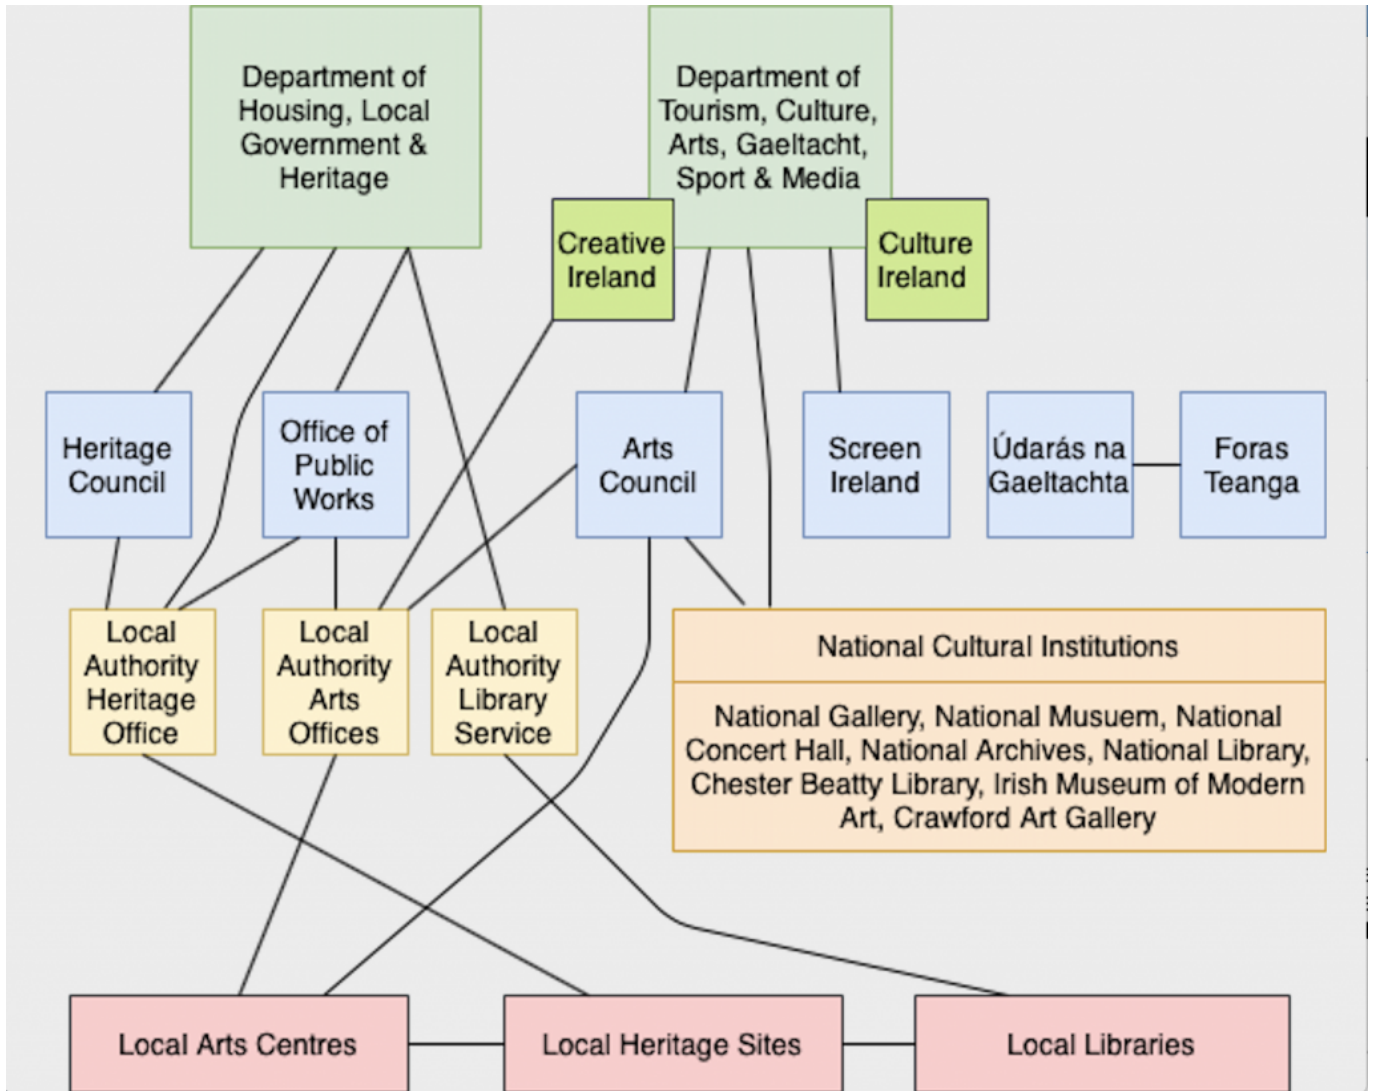 Department of
Housing, Local
Government &
Heritage
Department of
Tourism, Culture,
Arts, Gaeltacht,
Sport & Media
Creative
Ireland
Culture
Ireland
Heritage
Council
Office of
Public
Works
Arts
Council
Screen
Ireland
Údarás na
Gaeltachta
Foras
Teanga
Local
Authority
Heritage
Office
Local
Authority
Arts
Offices
Local
Authority
Library
Service
National Cultural Institutions
National Gallery, National Musuem, National
Concert Hall, National Archives, National Library,
Chester Beatty Library, Irish Museum of Modern
Art, Crawford Art Gallery
Local Arts Centres
Local Heritage Sites
Local Libraries